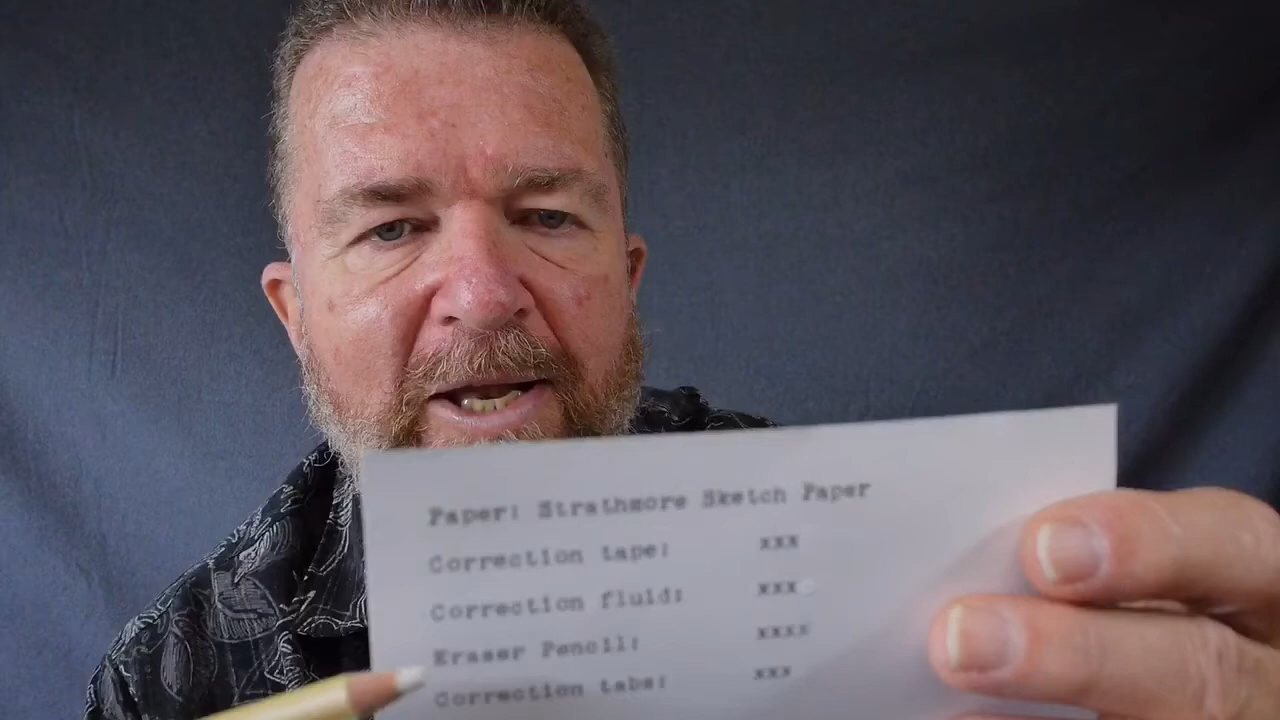 Paper: Strathmore Sketch Paper
Correction tape: xxx
Correction fluid: xxx
Eraser Pencil: xxxx
Correction tabs: xxx